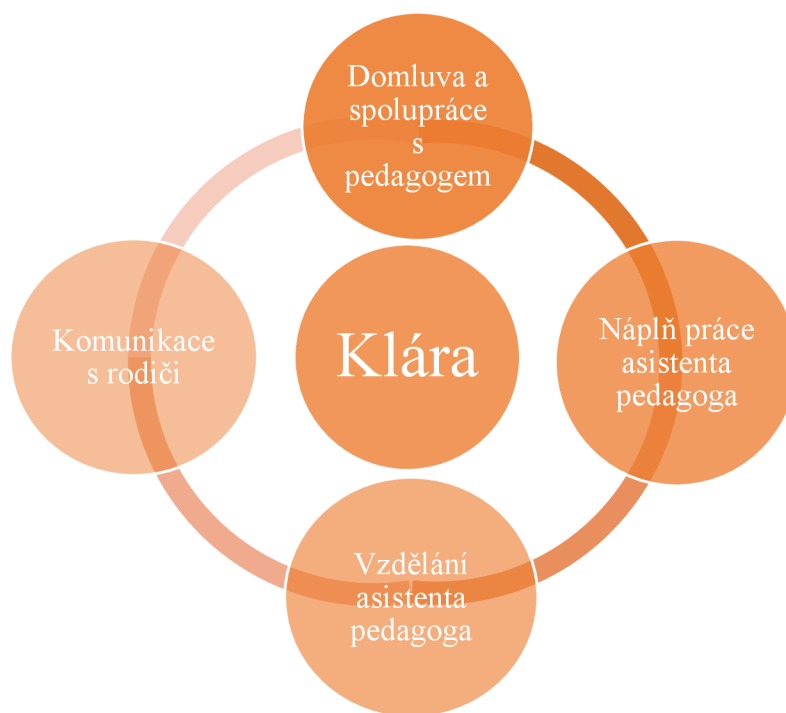 Domluva a
spolupráce
s
pedagogem
Komunikace
s rodiči
Klára
Náplň práce
asistenta
pedagoga
Vzdělání
asistenta
pedagoga